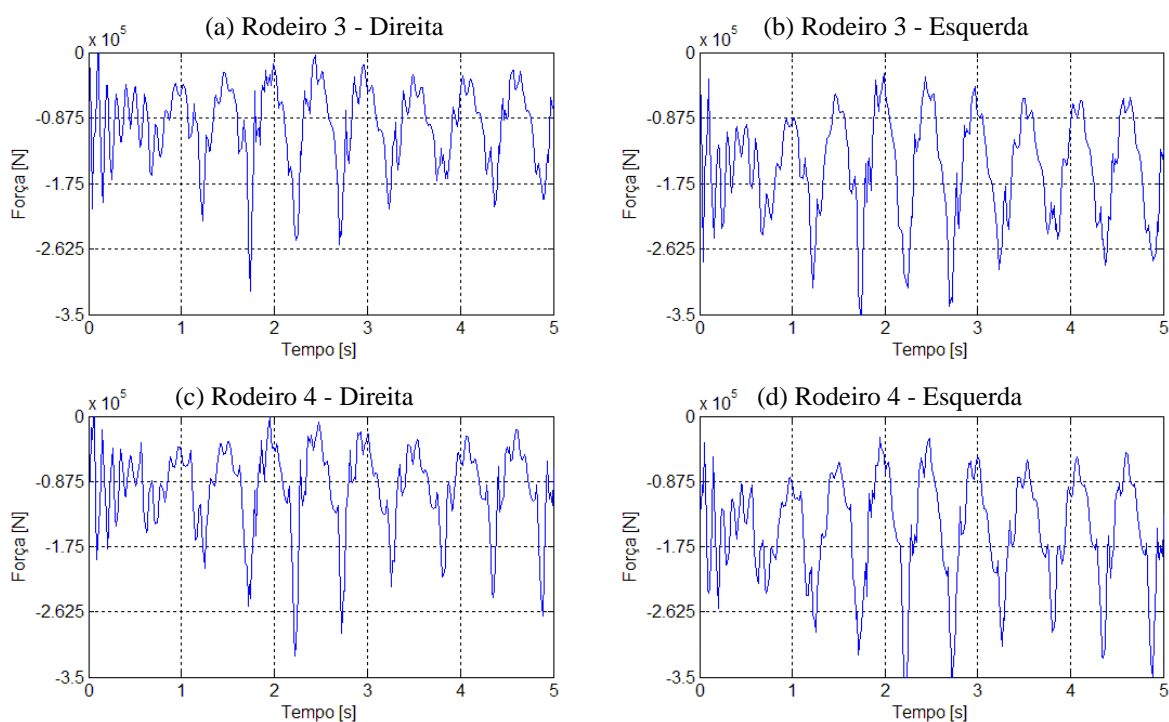 (a) Rodeiro 3 - Direita
x 10^5
0
-0.875
-1.75
-2.625
-3.5
Força [N]
0 1 2 3 4 5
Tempo [s]
(b) Rodeiro 3 - Esquerda
x 10^5
0
-0.875
-1.75
-2.625
-3.5
Força [N]
0 1 2 3 4 5
Tempo [s]
(c) Rodeiro 4 - Direita
x 10^5
0
-0.875
-1.75
-2.625
-3.5
Força [N]
0 1 2 3 4 5
Tempo [s]
(d) Rodeiro 4 - Esquerda
x 10^5
0
-0.875
-1.75
-2.625
-3.5
Força [N]
0 1 2 3 4 5
Tempo [s]